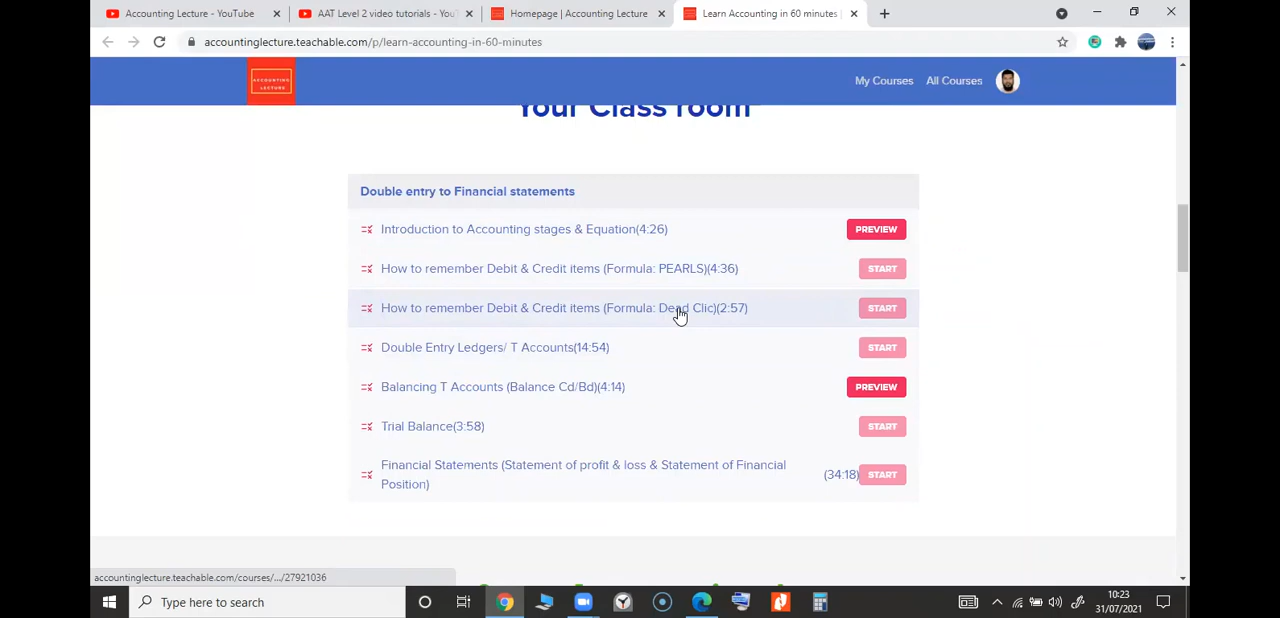 Accounting Lecture - YouTube
AAT Level 2 video tutorials - You
Homepage | Accounting Lecture
Learn Accounting in 60 minutes |
accountinglecture.teachable.com/p/learn-accounting-in-60-minutes
ACCOUNTING
LECTURE
My Courses
All Courses
Your Class room
Double entry to Financial statements
Introduction to Accounting stages & Equation(4:26)
PREVIEW
How to remember Debit & Credit items (Formula: PEARLS)(4:36)
START
How to remember Debit & Credit items (Formula: Dead Clic)(2:57)
START
Double Entry Ledgers/ T Accounts(14:54)
START
Balancing T Accounts (Balance Cd/Bd)(4:14)
PREVIEW
Trial Balance(3:58)
START
Financial Statements (Statement of profit & loss & Statement of Financial
Position)
(34:18)
START
accountinglecture.teachable.com/courses/.../27921036
Type here to search
10:23
31/07/2021